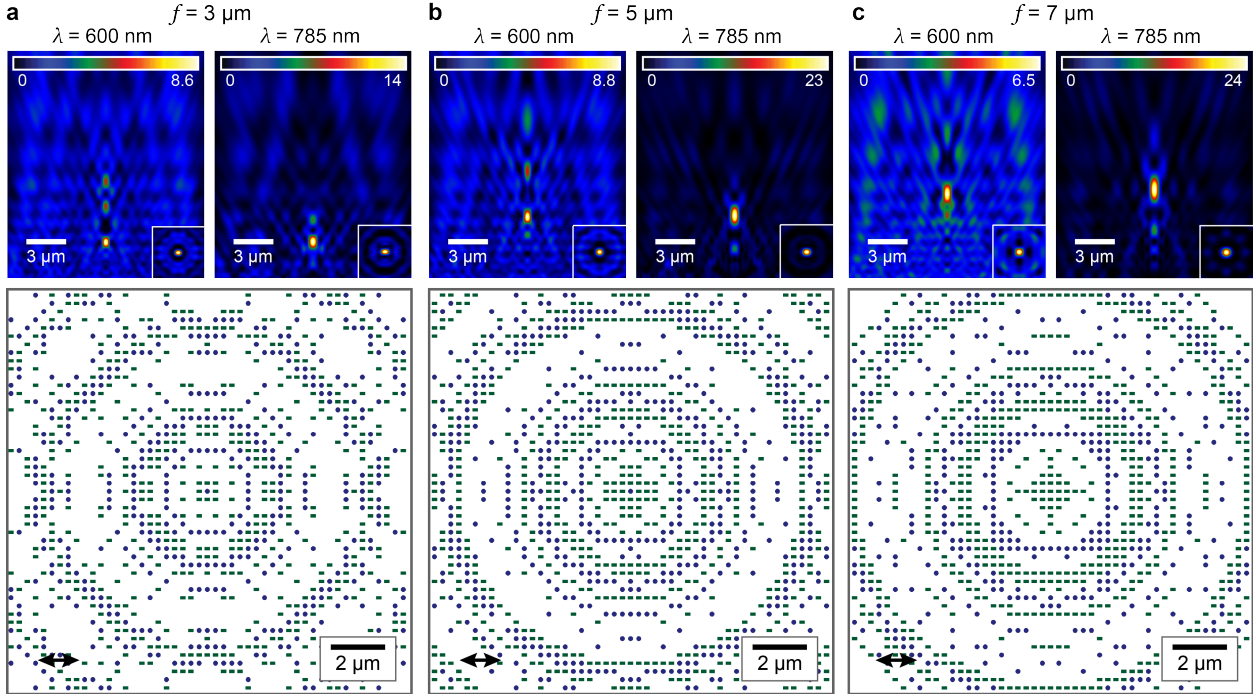 a f = 3 µm
λ = 600 nm λ = 785 nm
0 8.6 0 14
3 µm 3 µm
2 µm
b f = 5 µm
λ = 600 nm λ = 785 nm
0 8.8 0 23
3 µm 3 µm
2 µm
c f = 7 µm
λ = 600 nm λ = 785 nm
0 6.5 0 24
3 µm 3 µm
2 µm